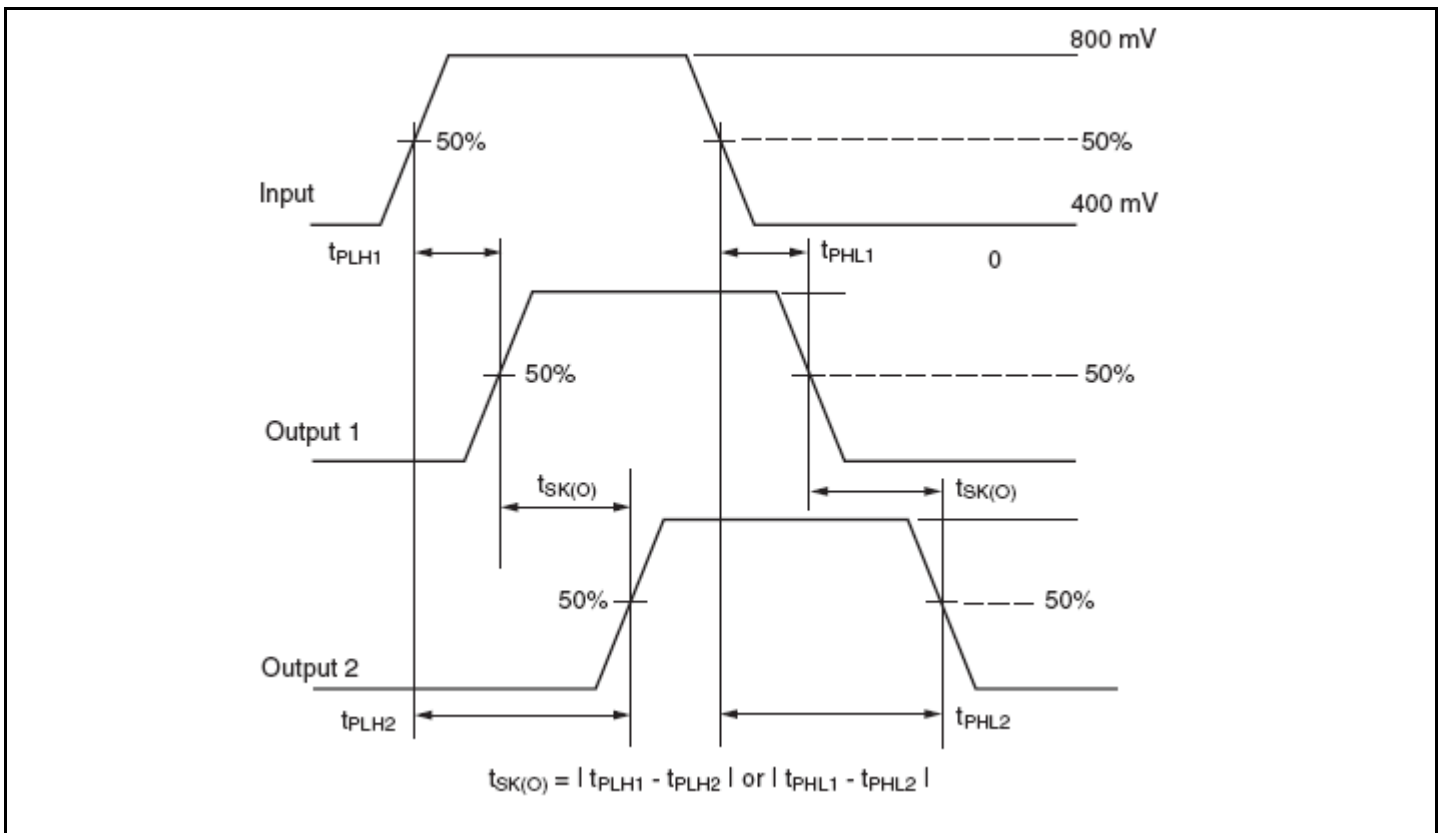 800 mV
50%
50%
Input
400 mV
tPLH1
tPHL1
0
50%
50%
Output 1
tSK(O)
tSK(O)
50%
50%
Output 2
tPLH2
tPHL2
tSK(O) = | tPLH1 - tPLH2 | or | tPHL1 - tPHL2 |